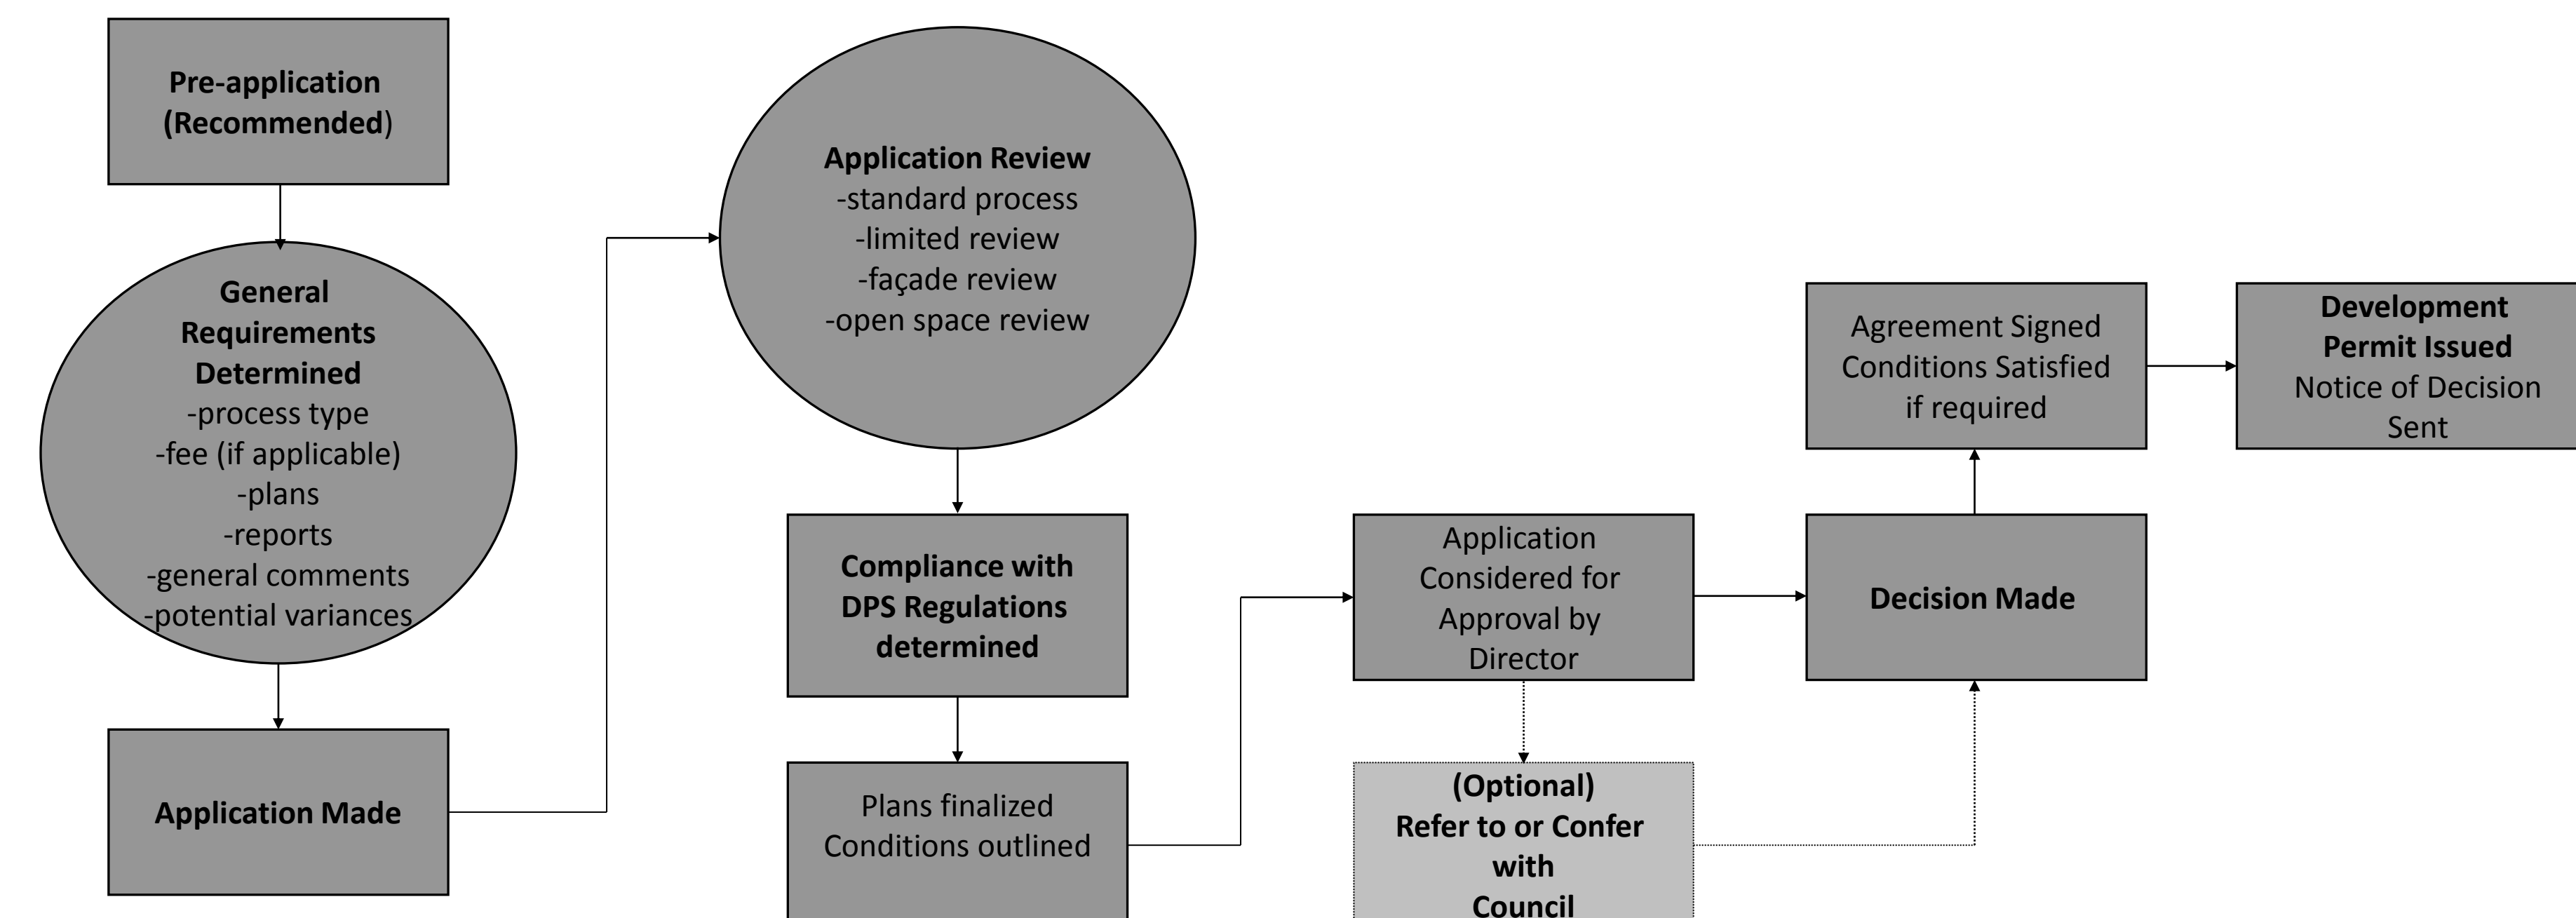 Pre-application
(Recommended)
General
Requirements
Determined
-process type
-fee (if applicable)
-plans
-reports
-general comments
-potential variances
Application Made
Application Review
-standard process
-limited review
-façade review
-open space review
Compliance with
DPS Regulations
determined
Plans finalized
Conditions outlined
Application
Considered for
Approval by
Director
(Optional)
Refer to or Confer
with
Council
Decision Made
Agreement Signed
Conditions Satisfied
if required
Development
Permit Issued
Notice of Decision
Sent